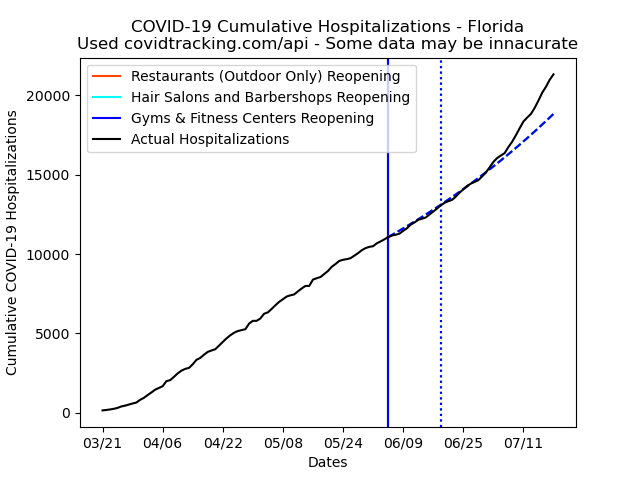 COVID-19 Cumulative Hospitalizations - Florida
Used covidtracking.com/api - Some data may be innacurate
Restaurants (Outdoor Only) Reopening
Hair Salons and Barbershops Reopening
Gyms & Fitness Centers Reopening
Actual Hospitalizations
Cumulative COVID-19 Hospitalizations
20000
15000
10000
5000
0
03/21 04/06 04/22 05/08 05/24 06/09 06/25 07/11
Dates